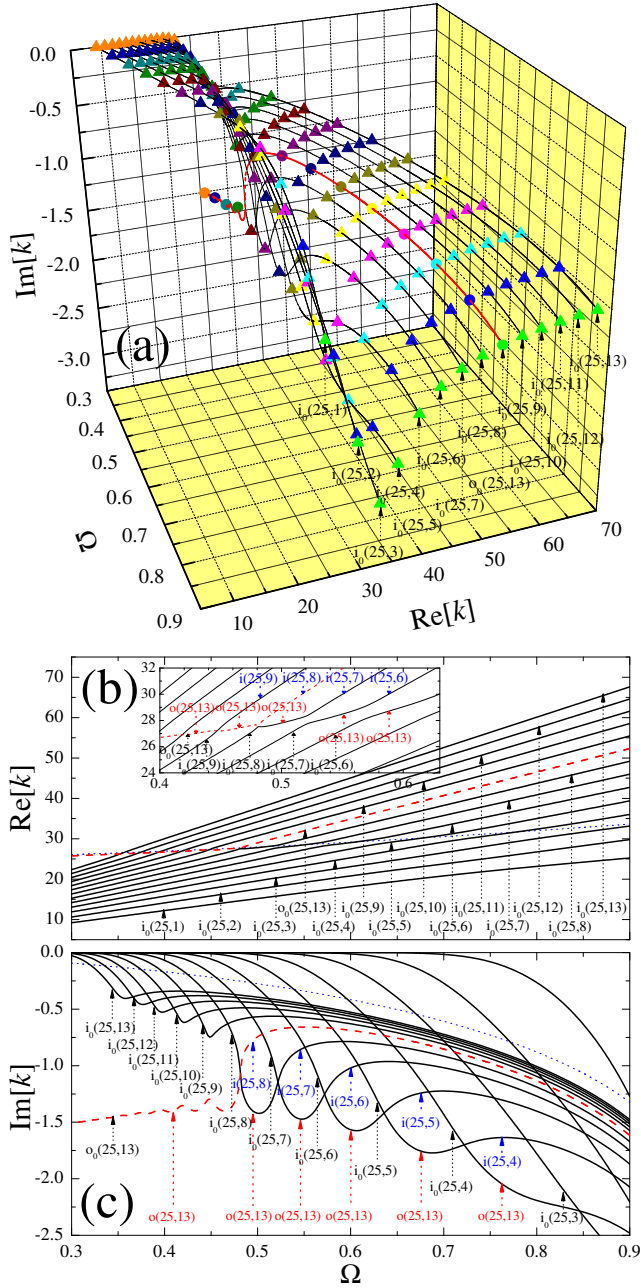 0.0
-0.5
-1.0
-1.5
-2.0
-2.5
-3.0
Im[k]
(a)
0.3
0.4
0.5
0.6
0.7
0.8
0.9
℧
10
20
30
40
50
60
70
Re[k]
i₀(25,1)
i₀(25,2)
i₀(25,4)
i₀(25,5)
i₀(25,3)
i₀(25,6)
i₀(25,7)
i₀(25,8)
o₀(25,13)
i₀(25,10)
i₀(25,9)
i₀(25,12)
i₀(25,11)
i₀(25,13)
(b)
Re[k]
70
60
50
40
30
20
10
32
30
28
26
24
0.4
0.5
0.6
i(25,9)
i(25,8)
i(25,7)
i(25,6)
o(25,13)
o(25,13)
o(25,13)
o₀(25,13)
o(25,13)
o(25,13)
i₀(25,9)
i₀(25,8)
i₀(25,7)
i₀(25,6)
o₀(25,13)
i₀(25,9)
i₀(25,10)
i₀(25,11)
i₀(25,12)
i₀(25,13)
i₀(25,1)
i₀(25,2)
i₀(25,3)
i₀(25,4)
i₀(25,5)
i₀(25,6)
i₀(25,7)
i₀(25,8)
0.0
-0.5
-1.0
-1.5
-2.0
-2.5
Im[k]
(c)
i₀(25,13)
i₀(25,12)
i₀(25,11)
i₀(25,10)
i₀(25,9)
i₀(25,8)
i₀(25,7)
i₀(25,6)
i₀(25,5)
i₀(25,4)
i₀(25,3)
i(25,8)
i(25,7)
i(25,6)
i(25,5)
i(25,4)
o₀(25,13)
o(25,13)
o(25,13)
o(25,13)
o(25,13)
o(25,13)
o(25,13)
0.3
0.4
0.5
0.6
0.7
0.8
0.9
Ω